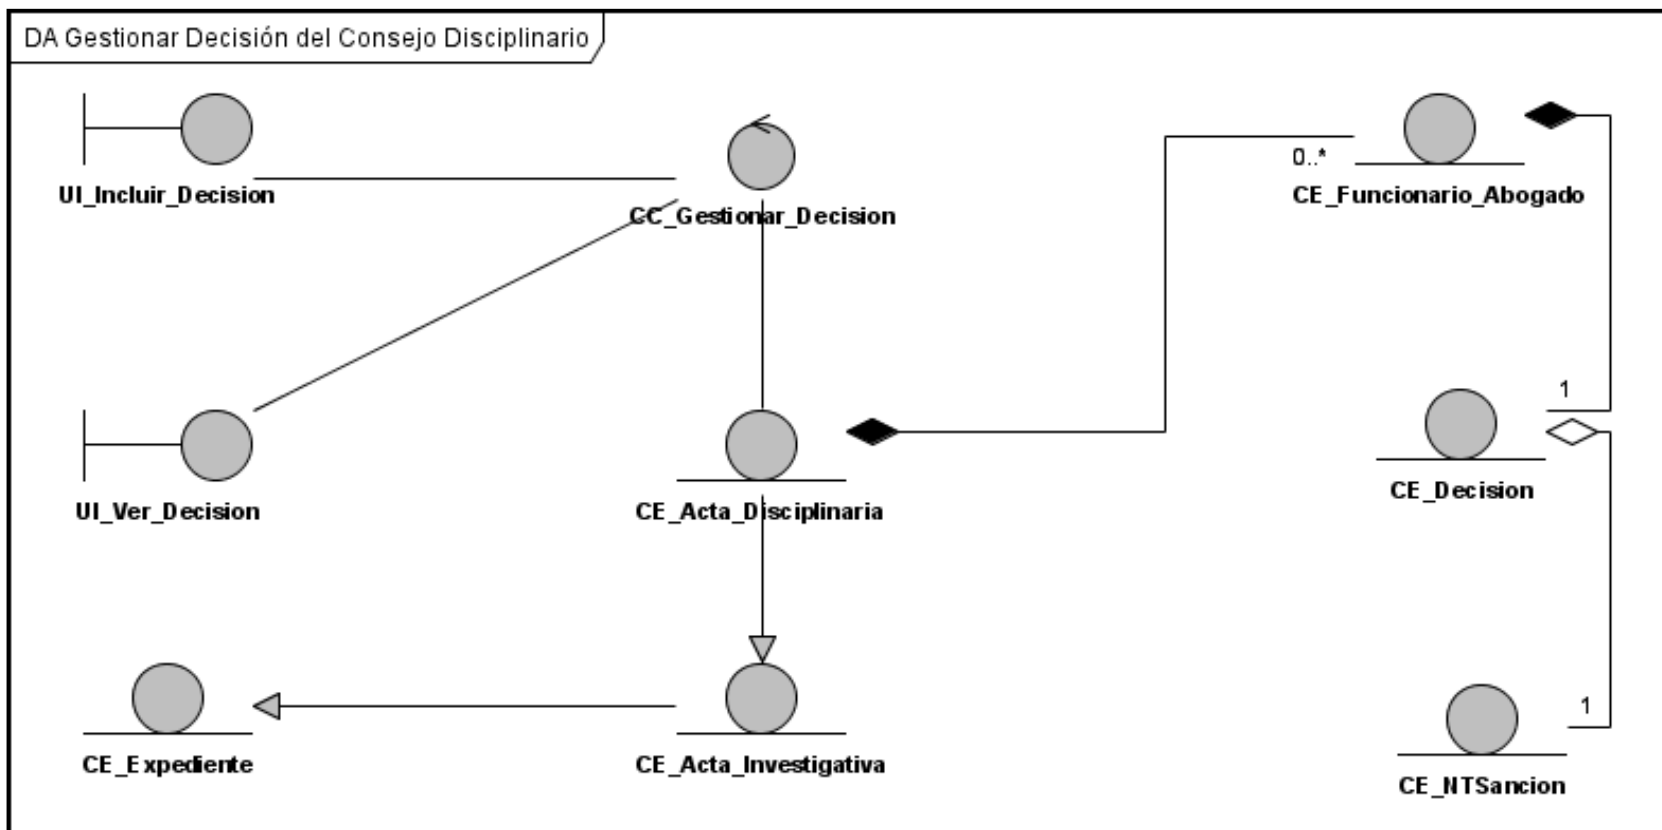 DA Gestionar Decisión del Consejo Disciplinario
UI_Incluir_Decision
CC_Gestionar_Decision
0..*
CE_Funcionario_Abogado
1
UI_Ver_Decision
CE_Acta_Disciplinaria
CE_Decision
1
CE_Expediente
CE_Acta_Investigativa
CE_NTSancion